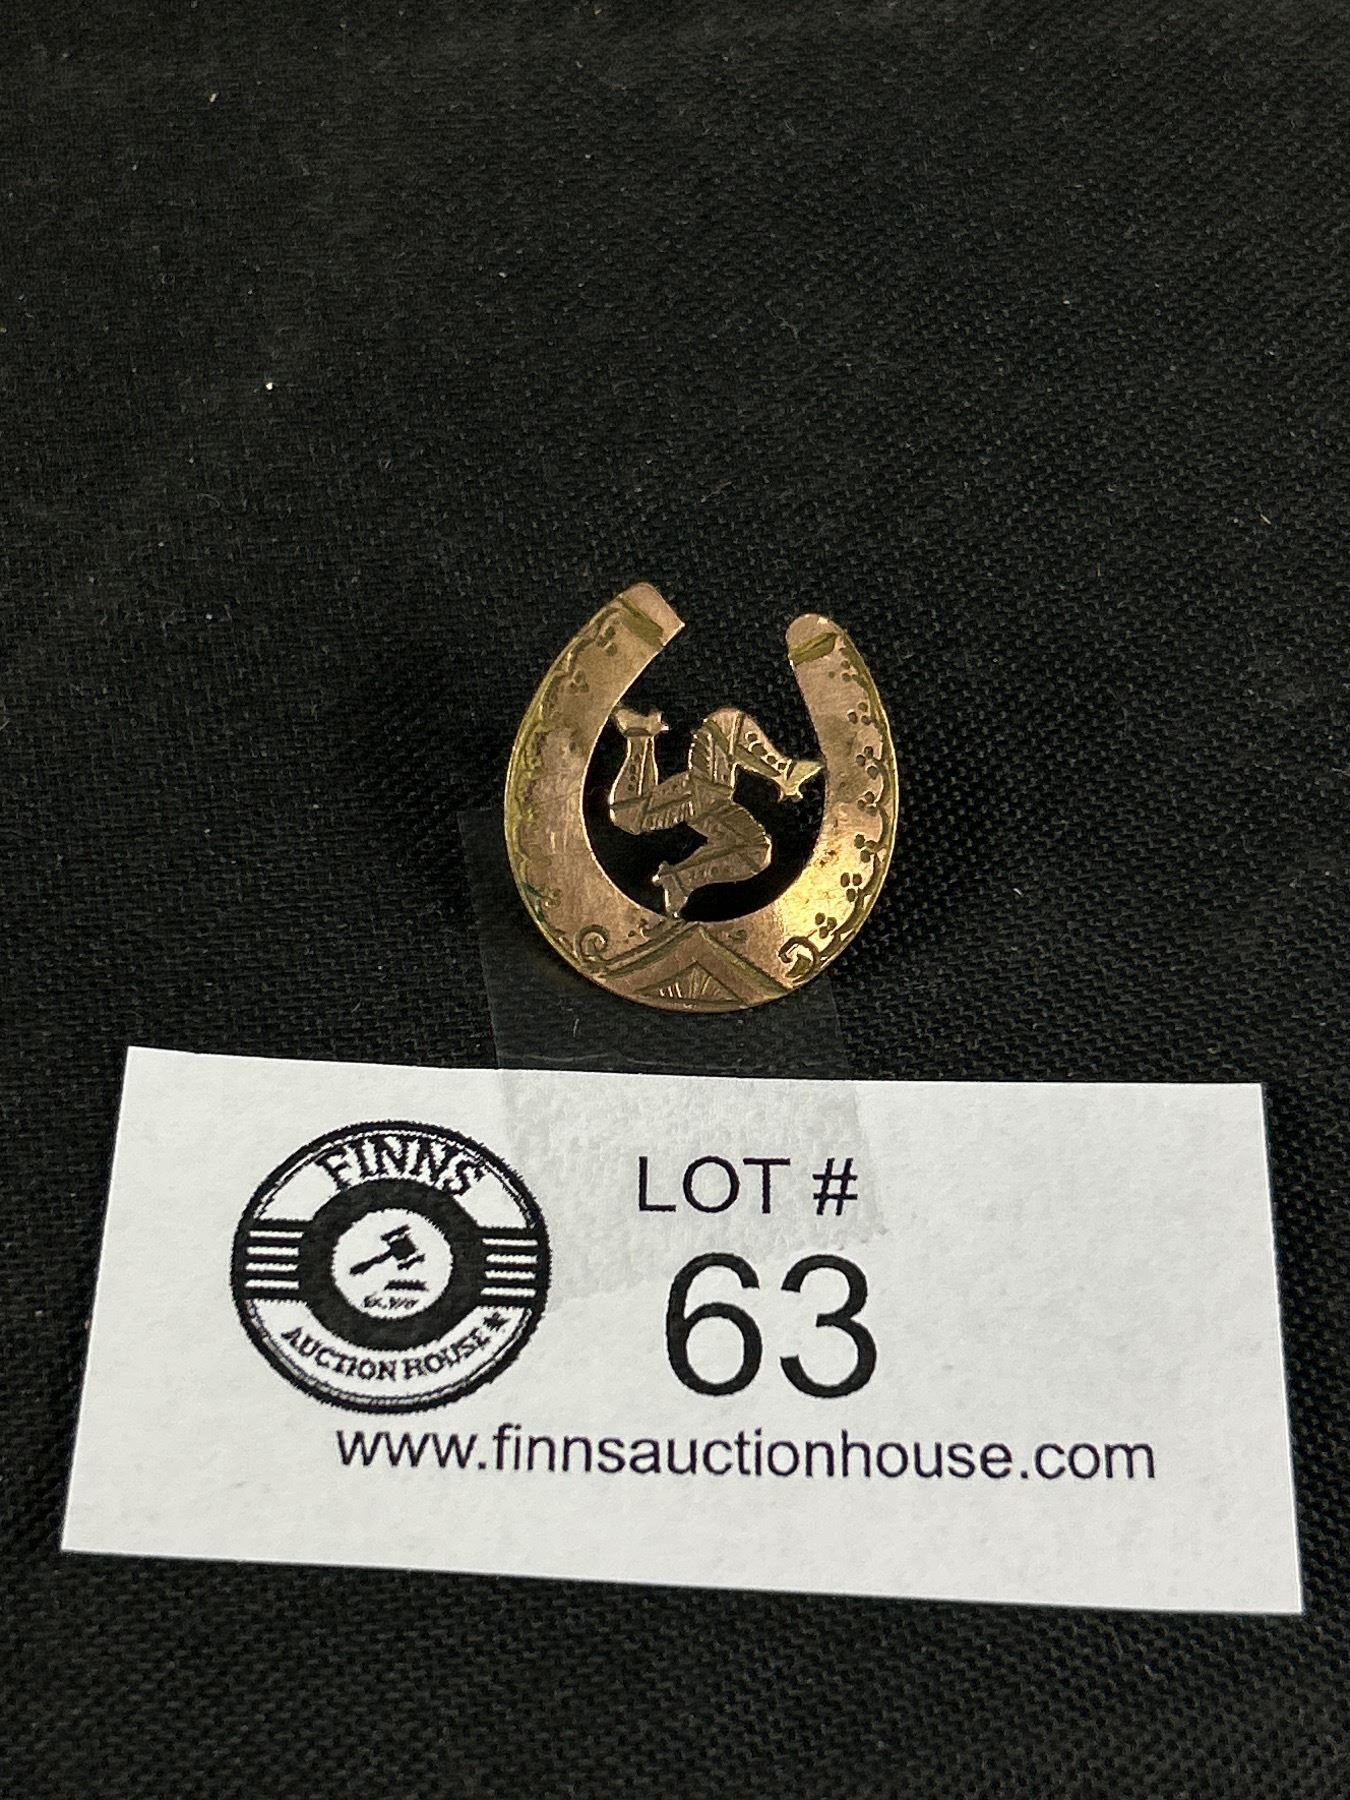 FINNS
AUCTION HOUSE
LOT #
63
www.finnsauctionhouse.com